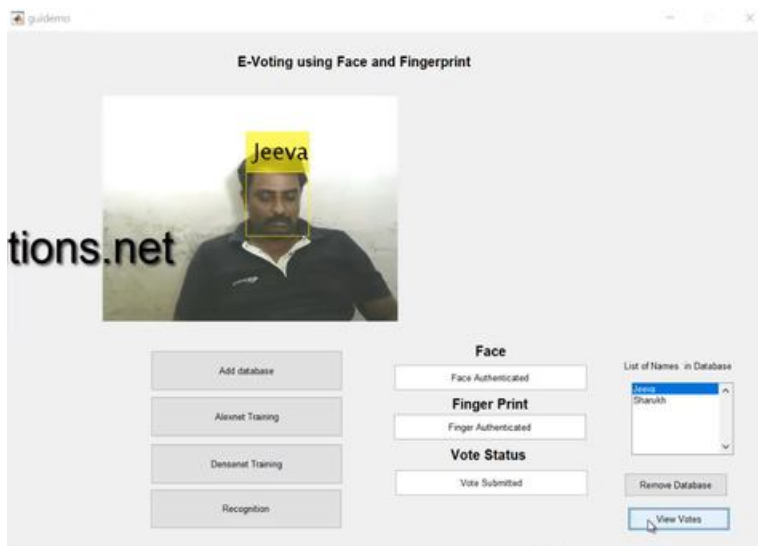 guidemo
E-Voting using Face and Fingerprint
Jeeva
tions.net
Face
Add database
Face Authenticated
List of Names in Database
Jeeva
Sharukh
Finger Print
Alexnet Training
Finger Authenticated
Vote Status
Densenet Training
Vote Submitted
Remove Database
Recognition
View Votes